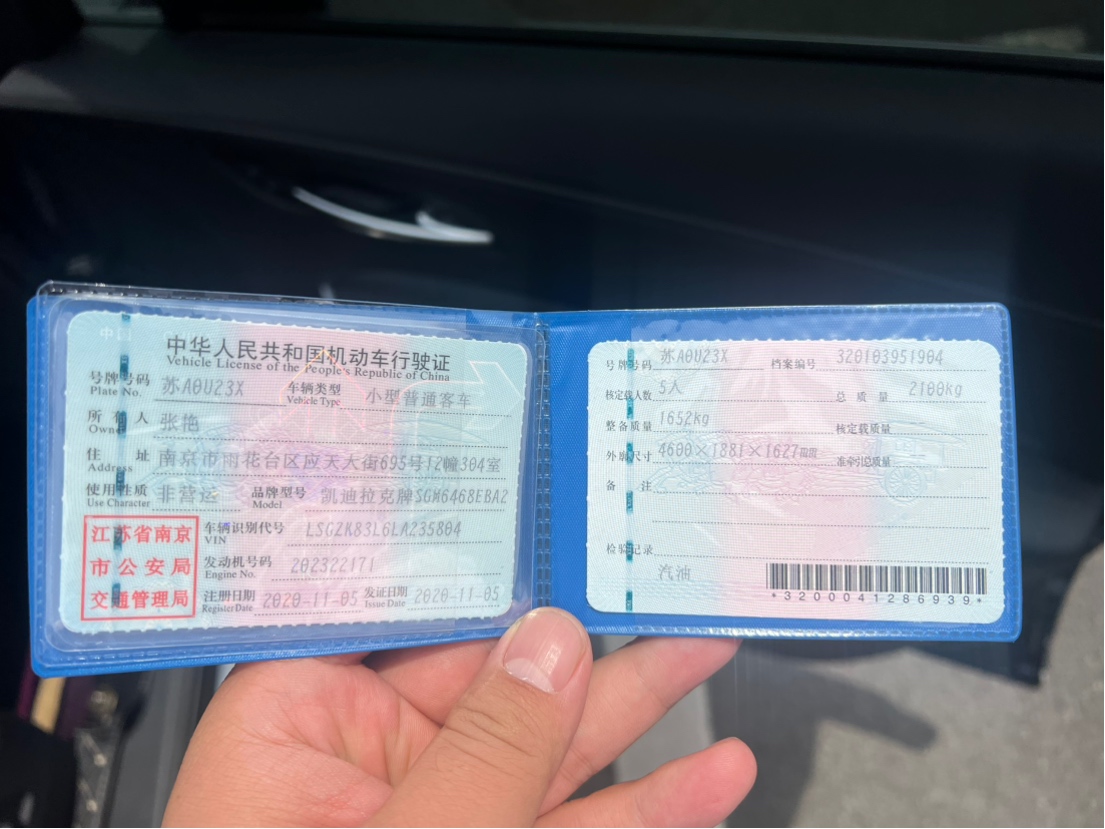 中华人民共和国机动车行驶证
Vehicle License of the People's Republic of China
号牌号码 苏A0U23X 车辆类型 小型普通客车
Plate No. Vehicle Type
所有人 张艳
Owner
住址 南京市雨花台区应天大街695号12幢304室
Address
使用性质 非营运 品牌型号 凯迪拉克牌SGM6468EBA2
Use Character Model
江苏省南京
市公安局
交通管理局
车辆识别代号 LSGZK83L6LA235804
VIN
发动机号码 202322171
Engine No.
注册日期 2020-11-05 发证日期 2020-11-05
Register Date Issue Date
号牌号码 苏A0U23X 档案编号 320103951904
核定载人数 5人 总质量 2100kg
整备质量 1652kg 核定载质量
外廓尺寸 4600×1881×1627mm 准牵引总质量
备注
检验记录
汽油
*3200041286939*